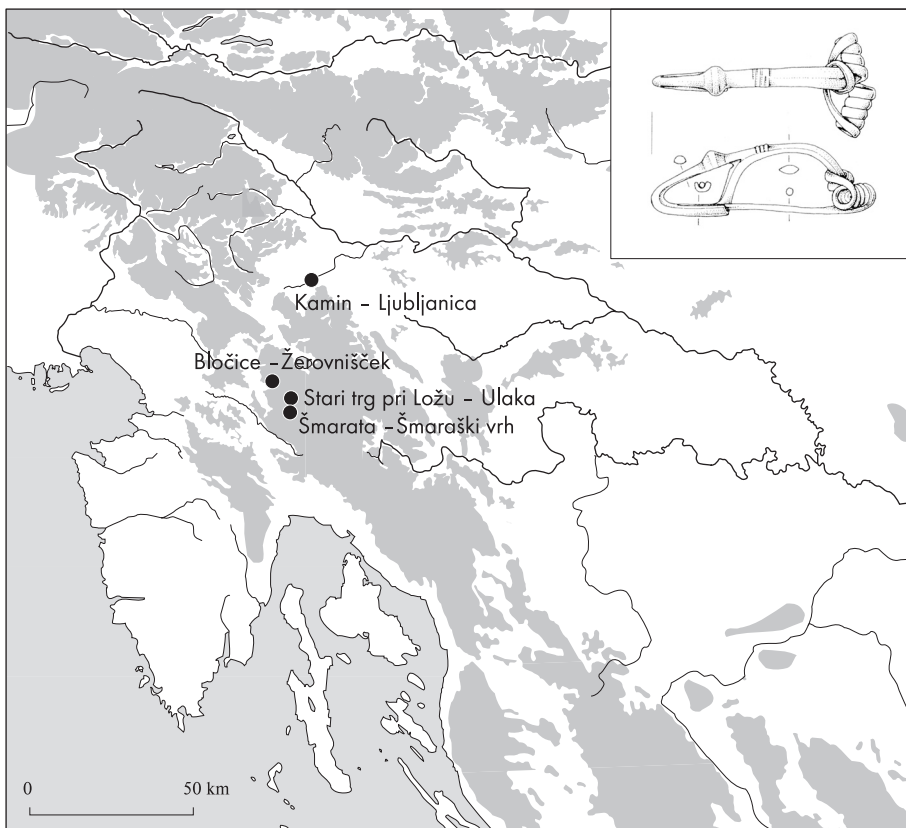 Kamin – Ljubljanica
Bločice –Žerovnišček
Stari trg pri Ložu – Ulaka
Šmarata –Šmaraški vrh
0 50 km